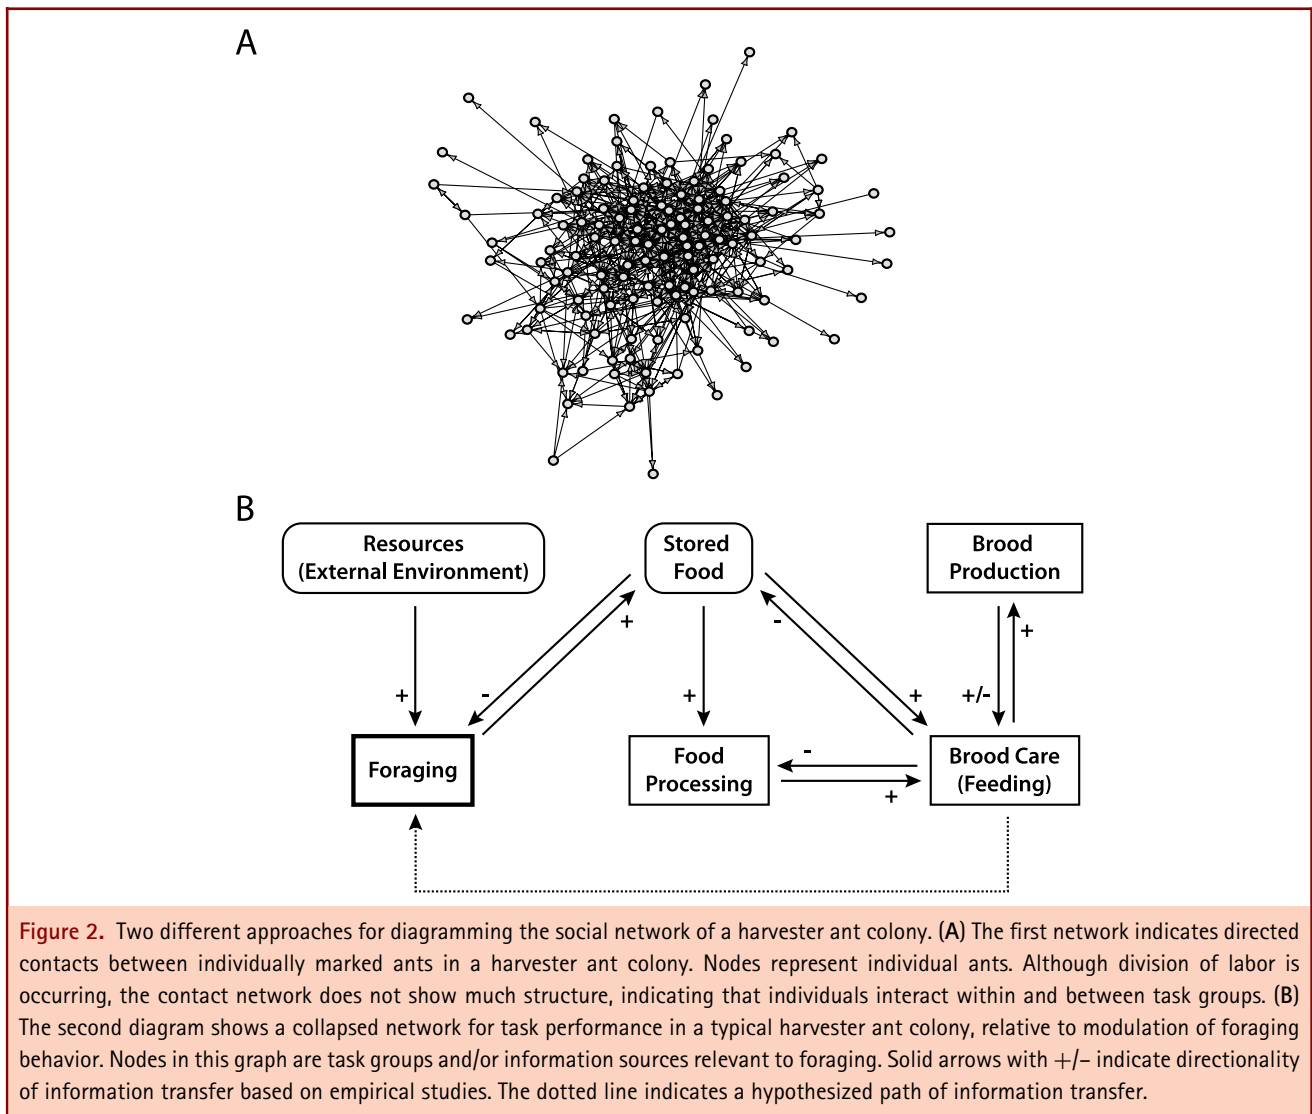 A
B
Resources
(External Environment)
Stored
Food
Brood
Production
+
-
+
+
-
+
+/-
+
Foraging
Food
Processing
-
+
Brood Care
(Feeding)
Figure 2. Two different approaches for diagramming the social network of a harvester ant colony. (A) The first network indicates directed
contacts between individually marked ants in a harvester ant colony. Nodes represent individual ants. Although division of labor is
occurring, the contact network does not show much structure, indicating that individuals interact within and between task groups. (B)
The second diagram shows a collapsed network for task performance in a typical harvester ant colony, relative to modulation of foraging
behavior. Nodes in this graph are task groups and/or information sources relevant to foraging. Solid arrows with +/– indicate directionality
of information transfer based on empirical studies. The dotted line indicates a hypothesized path of information transfer.